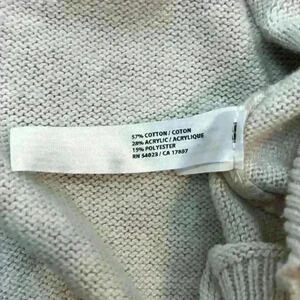 57% COTTON / COTON
28% ACRYLIC / ACRYLIQUE
15% POLYESTER
RN 54023 / CA 17897